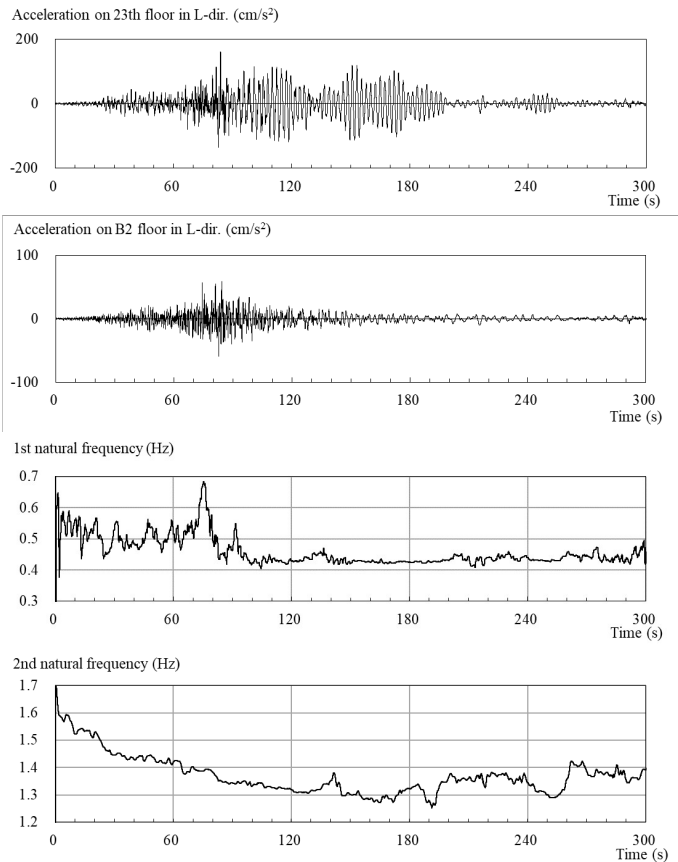 Acceleration on 23th floor in L-dir. (cm/s²)
200
0
-200
0 60 120 180 240 300
Time (s)
Acceleration on B2 floor in L-dir. (cm/s²)
100
0
-100
0 60 120 180 240 300
Time (s)
1st natural frequency (Hz)
0.7
0.6
0.5
0.4
0.3
0 60 120 180 240 300
Time (s)
2nd natural frequency (Hz)
1.7
1.6
1.5
1.4
1.3
1.2
0 60 120 180 240 300
Time (s)